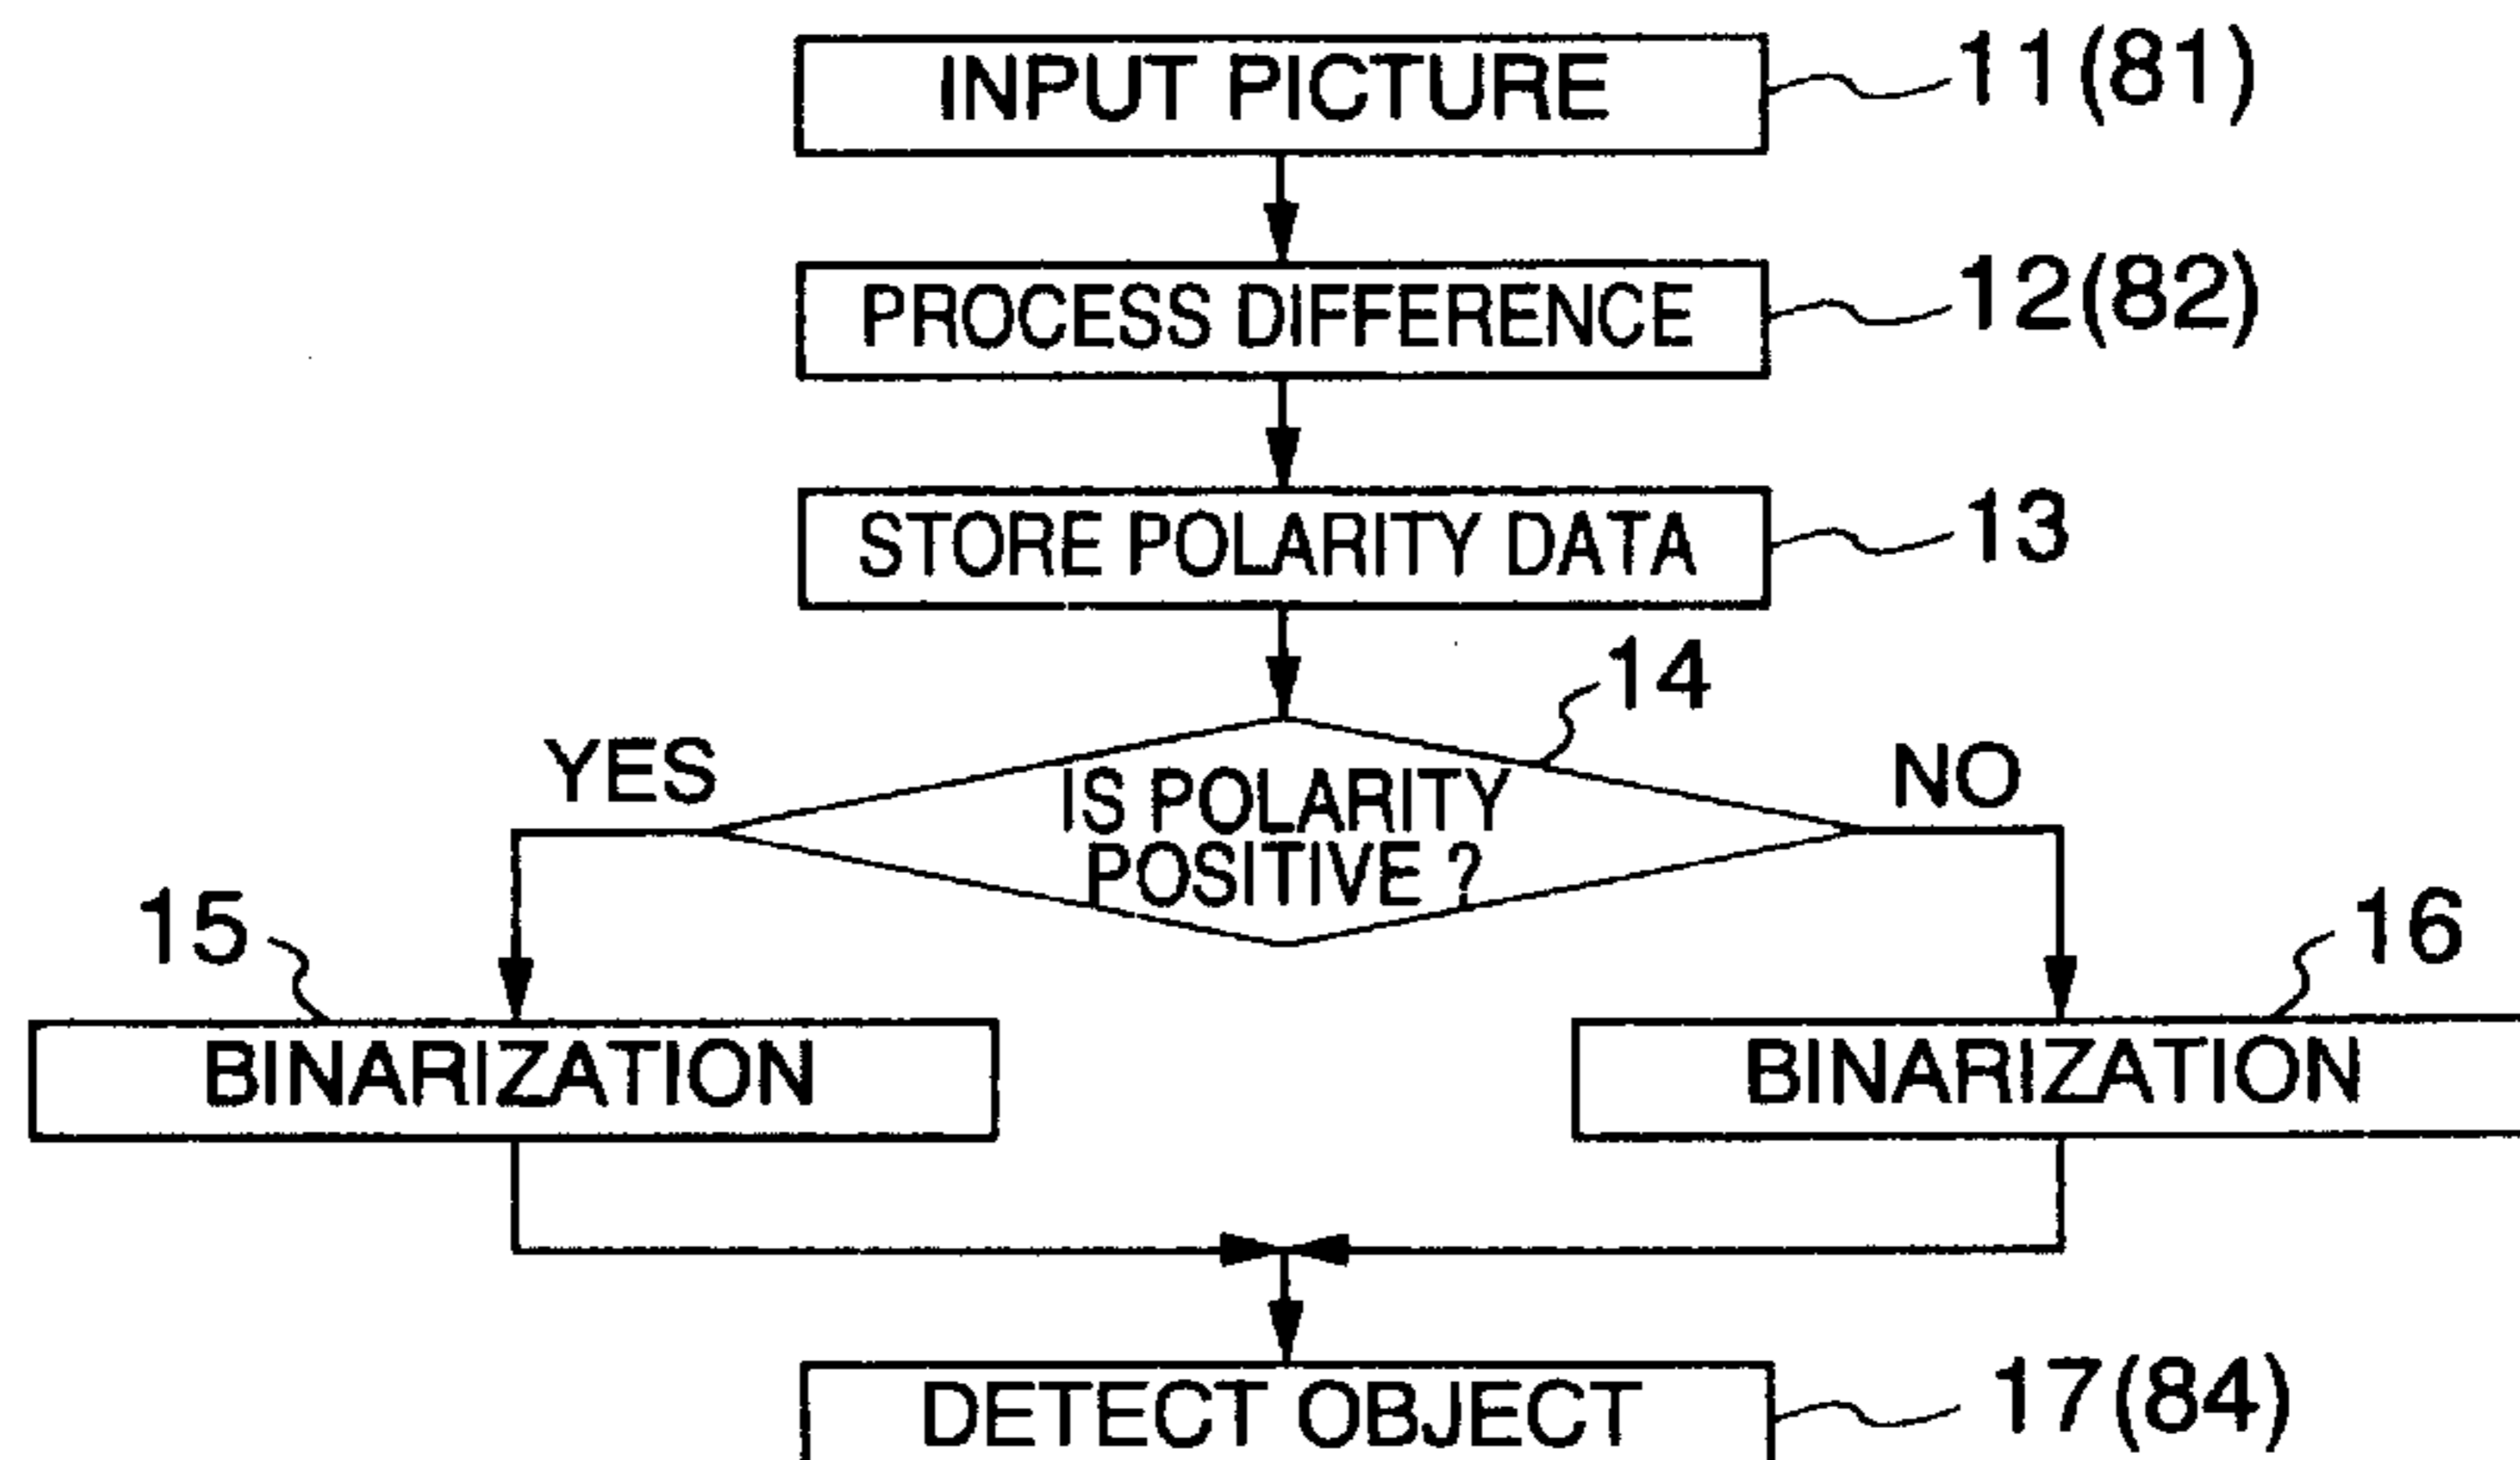 INPUT PICTURE
11(81)
PROCESS DIFFERENCE
12(82)
STORE POLARITY DATA
13
14
YES
IS POLARITY
POSITIVE ?
NO
15
16
BINARIZATION
BINARIZATION
DETECT OBJECT
17(84)